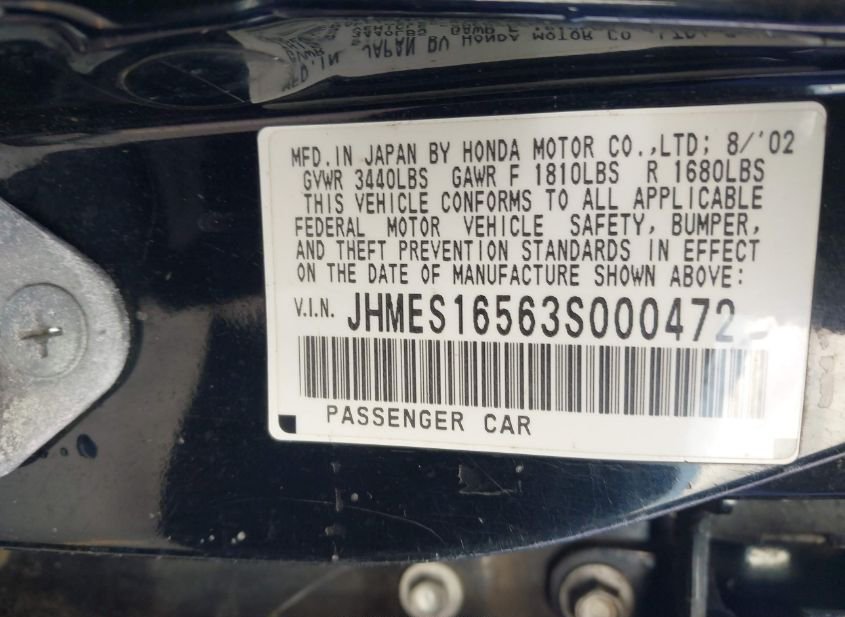 MFD.IN JAPAN BY HONDA MOTOR CO.,LTD; 8/'02
GVWR 3440LBS GAWR F 1810LBS R 1680LBS
THIS VEHICLE CONFORMS TO ALL APPLICABLE
FEDERAL MOTOR VEHICLE SAFETY, BUMPER,
AND THEFT PREVENTION STANDARDS IN EFFECT
ON THE DATE OF MANUFACTURE SHOWN ABOVE:
V.I.N. JHMES16563S000472
PASSENGER CAR